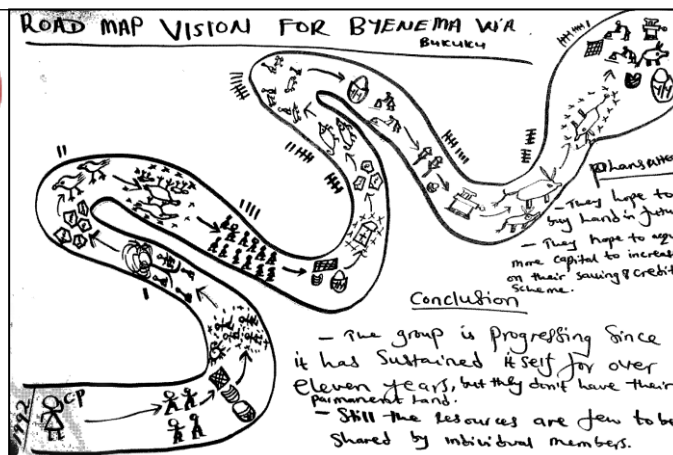 ROAD MAP VISION FOR BYENEMA WA
BUKUKU
CP
1992
- They hope to
buy Land in future
- They hope to
more capital to increase
on their saving & credit
Scheme.
Conclusion
- The group is Progressing Since
it has Sustained itself for over
eleven years, but they don't have their
parmanent Land.
- Still the resources are few to be
Shared by individual members.